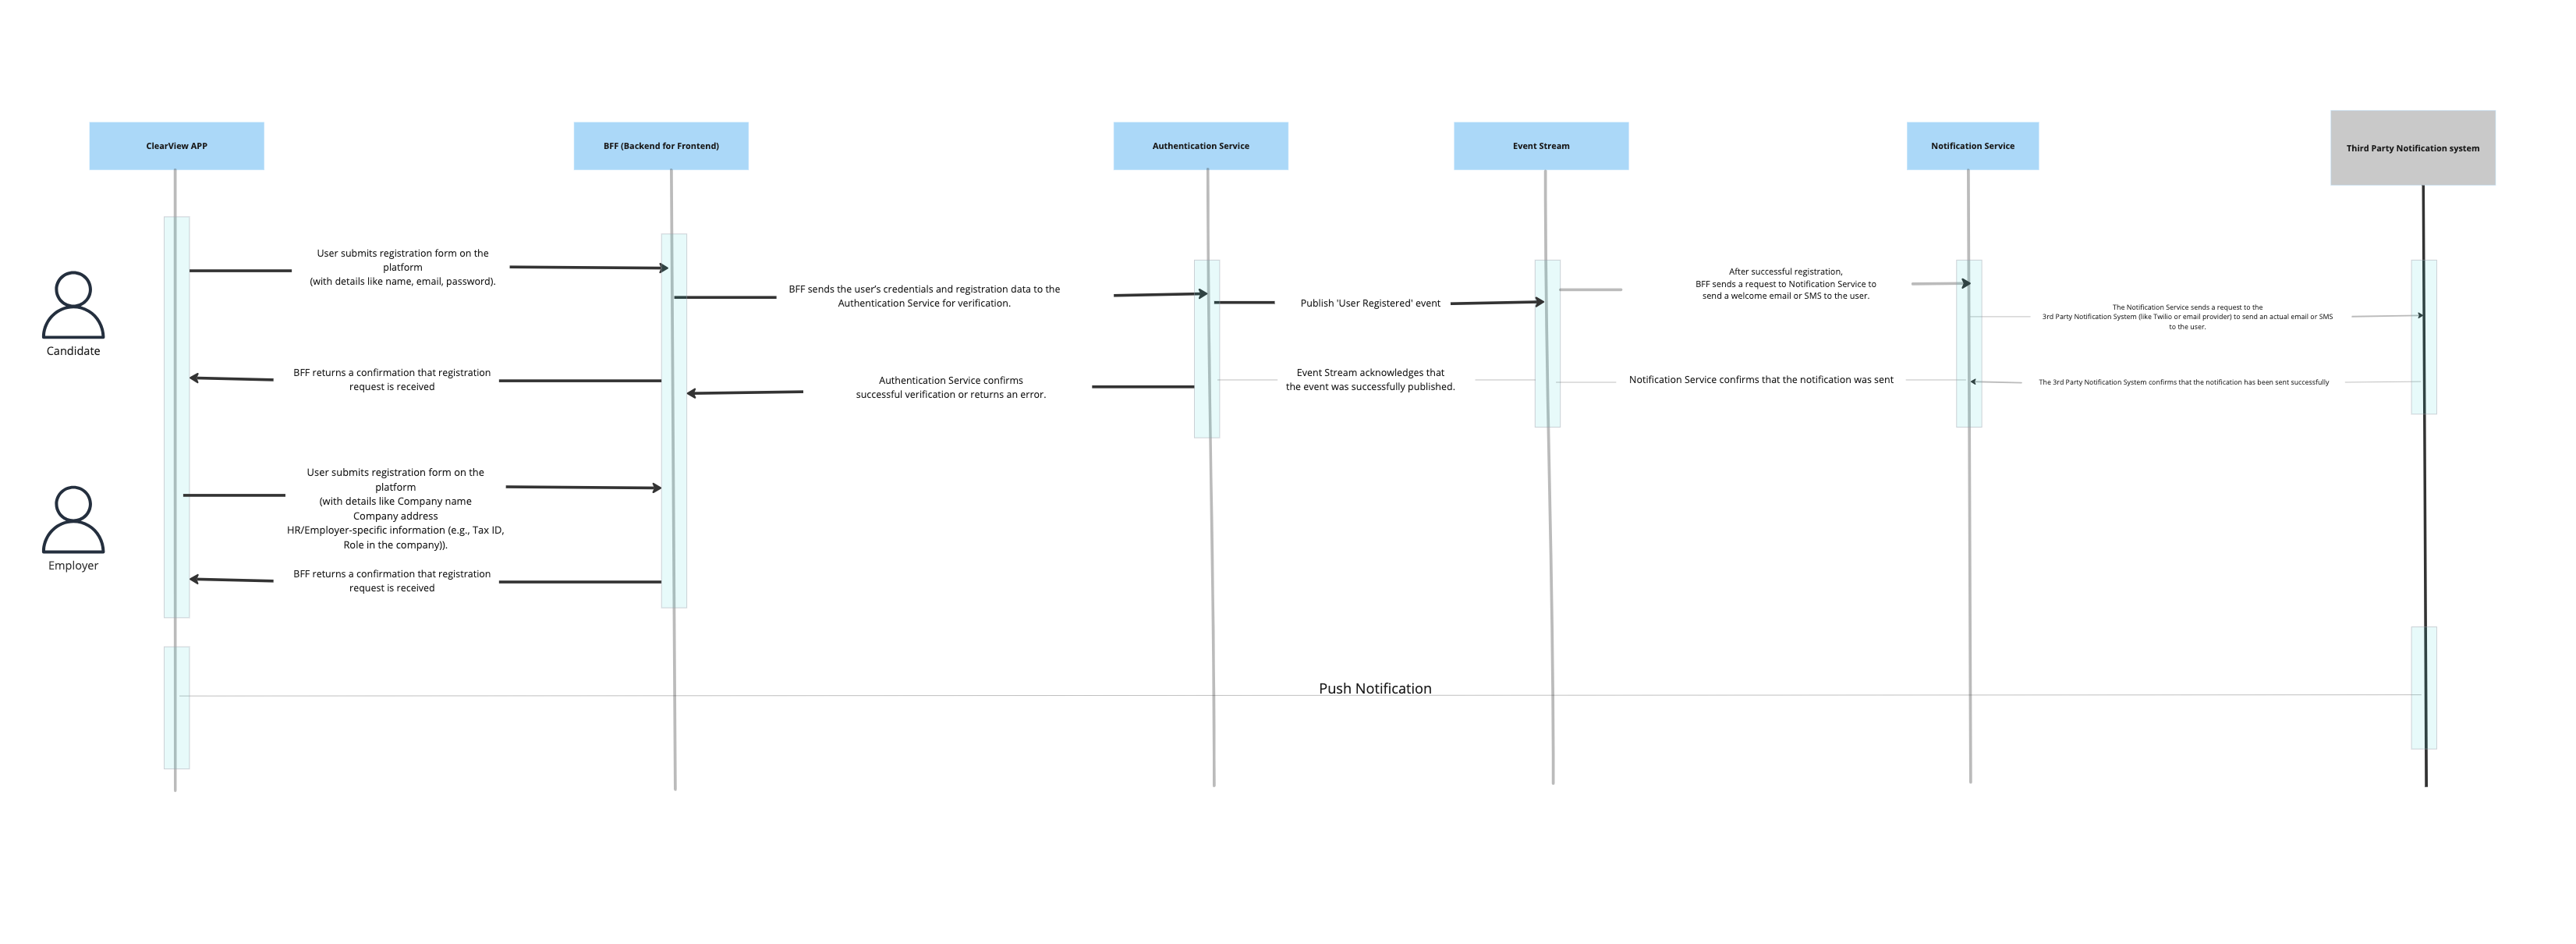 ClearView APP
BFF (Backend for Frontend)
Authentication Service
Event Stream
Notification Service
Third Party Notification system
User submits registration form on the
platform
(with details like name, email, password).
BFF sends the user’s credentials and registration data to the
Authentication Service for verification.
Publish 'User Registered' event
After successful registration,
BFF sends a request to Notification Service to
send a welcome email or SMS to the user.
The Notification Service sends a request to the
3rd Party Notification System (like Twilio or email provider) to send an actual email or SMS
to the user.
Candidate
BFF returns a confirmation that registration
request is received
Authentication Service confirms
successful verification or returns an error.
Event Stream acknowledges that
the event was successfully published.
Notification Service confirms that the notification was sent
The 3rd Party Notification System confirms that the notification has been sent successfully
User submits registration form on the
platform
(with details like Company name
Company address
HR/Employer-specific information (e.g., Tax ID,
Role in the company)).
Employer
BFF returns a confirmation that registration
request is received
Push Notification